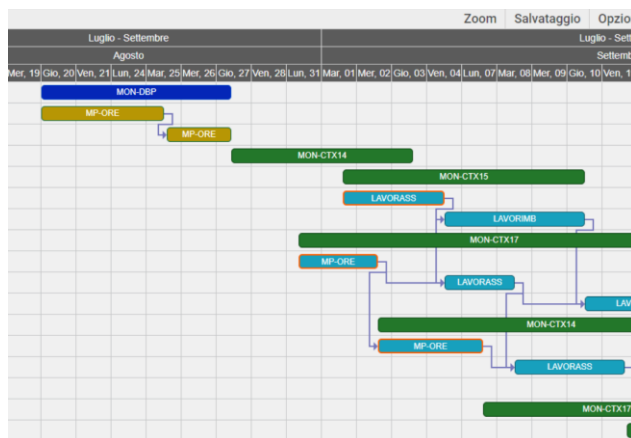 Zoom Salvataggio Opzio
Luglio - Settembre Luglio - Sett
Agosto Settemb
Mer, 19 Gio, 20 Ven, 21 Lun, 24 Mar, 25 Mer, 26 Gio, 27 Ven, 28 Lun, 31 Mar, 01 Mer, 02 Gio, 03 Ven, 04 Lun, 07 Mar, 08 Mer, 09 Gio, 10 Ven, 1
MON-DBP
MP-ORE
MP-ORE
MON-CTX14
MON-CTX15
LAVORASS
LAVORIMB
MON-CTX17
MP-ORE
LAVORASS
LAV
MON-CTX14
MP-ORE
LAVORASS
MON-CTX17